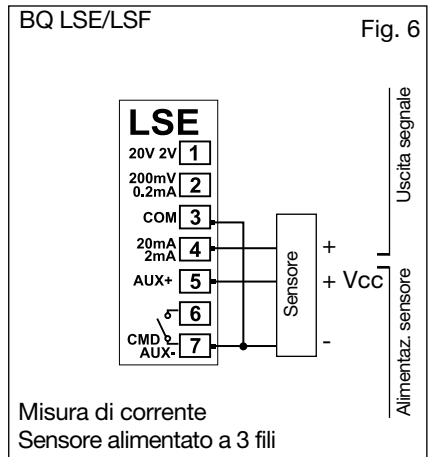 BQ LSE/LSF
Fig. 6
LSE
20V 2V 1
200mV
0.2mA 2
COM 3
20mA
2mA 4
AUX+ 5
6
CMD
AUX- 7
Sensore
+
+ Vcc
-
Uscita segnale
Alimentaz. sensore
Misura di corrente
Sensore alimentato a 3 fili